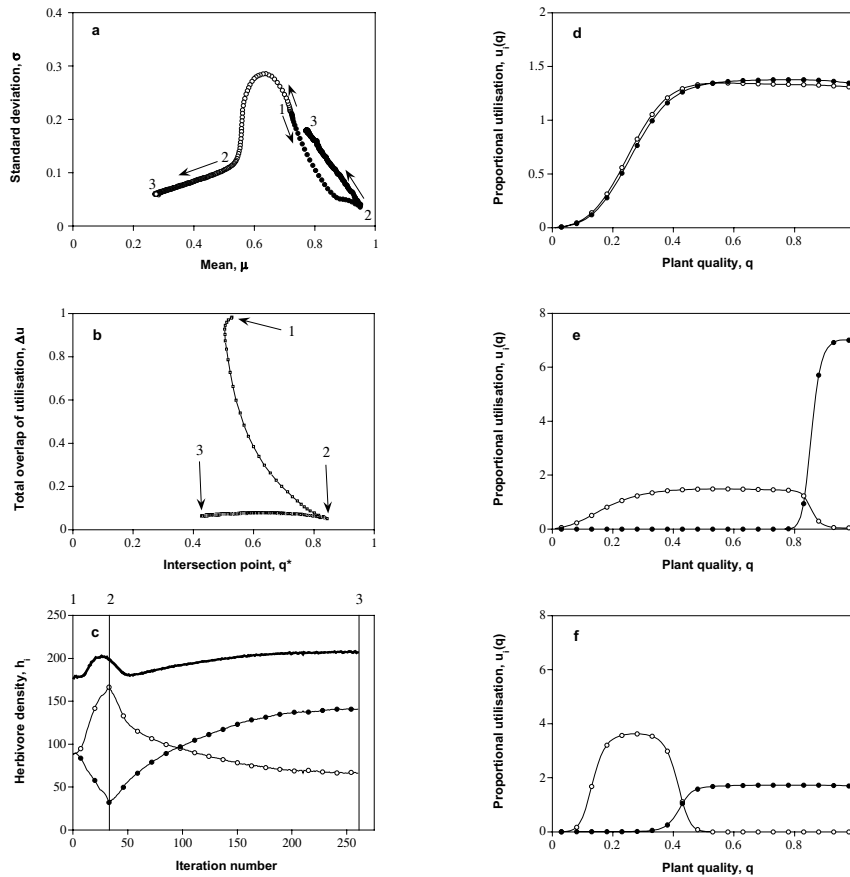 a
Standard deviation, σ
0.4
0.3
0.2
0.1
0
0 0.2 0.4 0.6 0.8 1
Mean, μ
1
2
3
2
3
b
Total overlap of utilisation, Δu
1
0.8
0.6
0.4
0.2
0
0 0.2 0.4 0.6 0.8 1
Intersection point, q*
1
3
2
1 2 3
c
Herbivore density, h_i
250
200
150
100
50
0
0 50 100 150 200 250
Iteration number
d
Proportional utilisation, u_i(q)
2
1.5
1
0.5
0
0 0.2 0.4 0.6 0.8
Plant quality, q
e
Proportional utilisation, u_i(q)
8
6
4
2
0
0 0.2 0.4 0.6 0.8
Plant quality, q
f
Proportional utilisation, u_i(q)
8
6
4
2
0
0 0.2 0.4 0.6 0.8
Plant quality, q